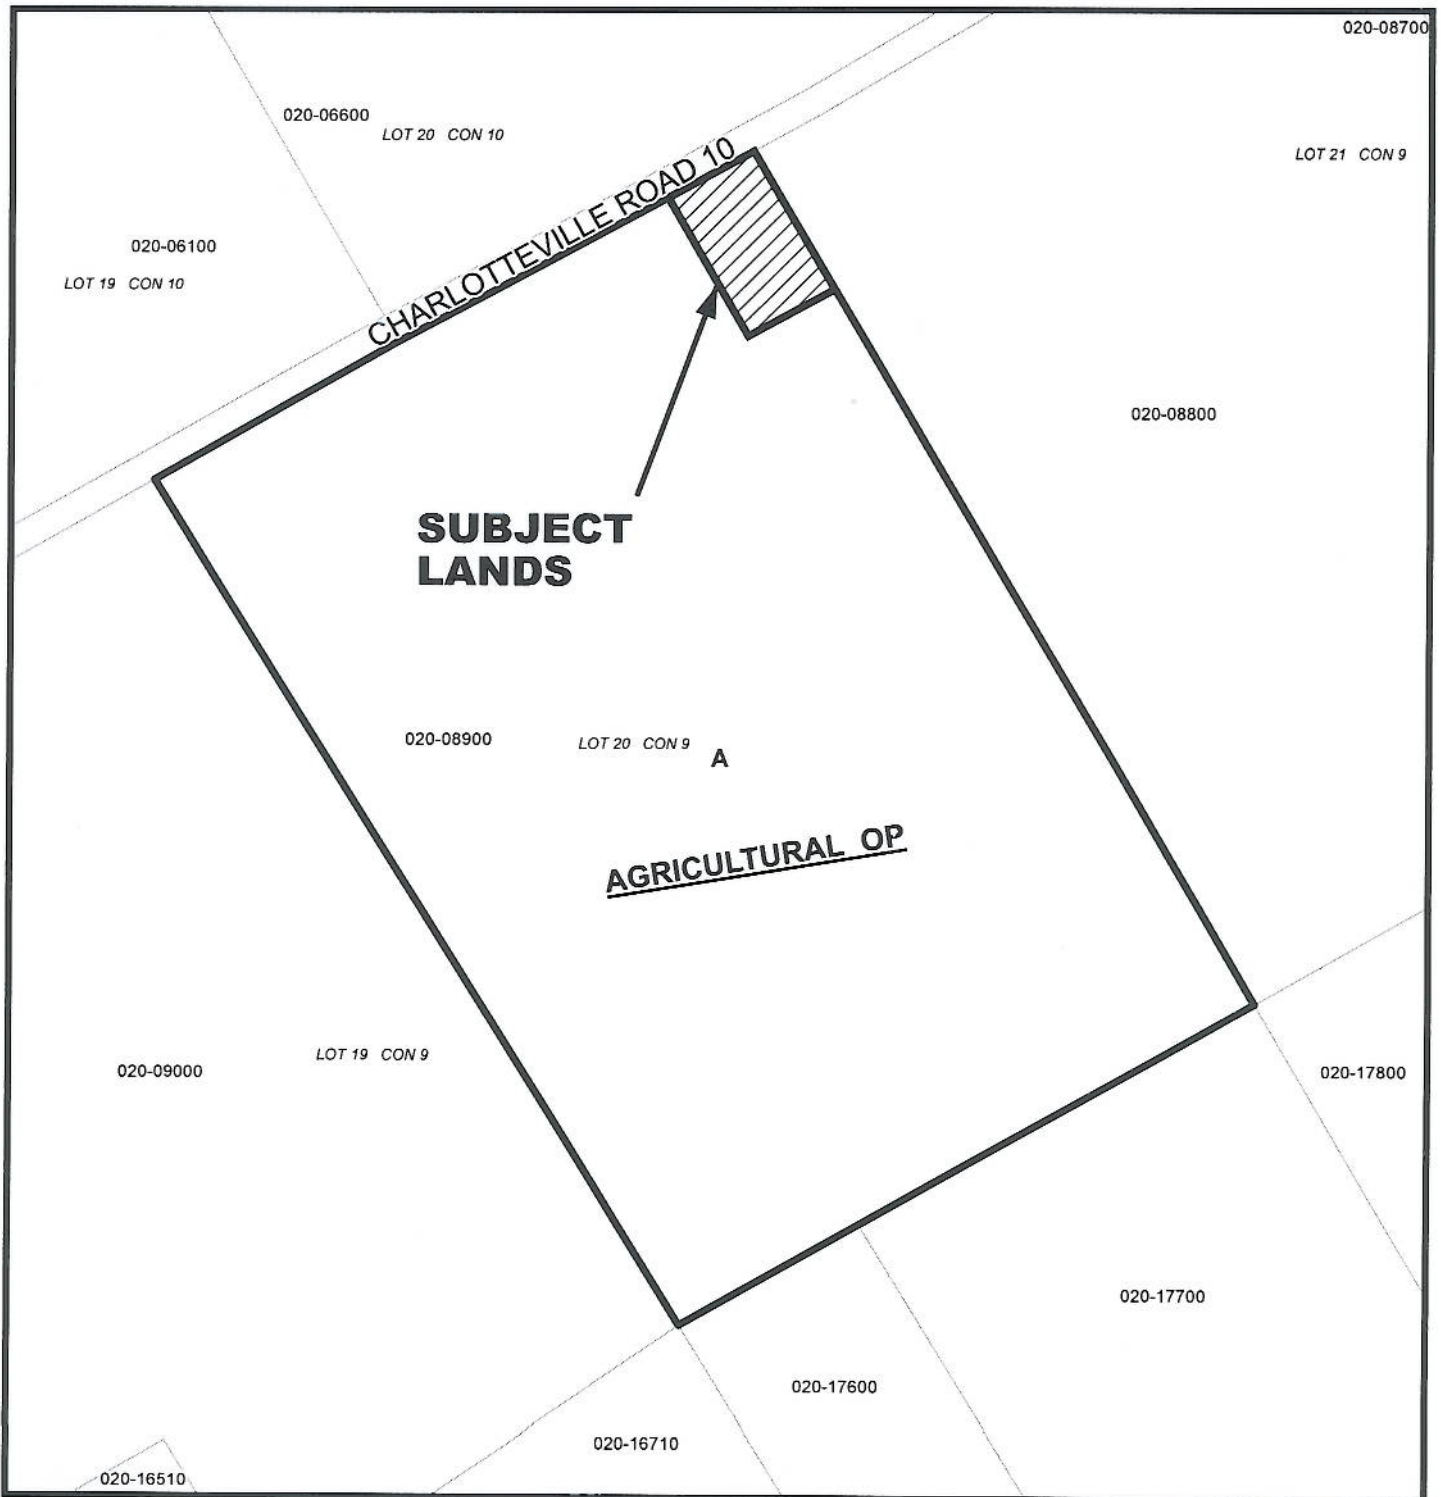 020-08700
020-06600
LOT 20 CON 10
LOT 21 CON 9
CHARLOTTEVILLE ROAD 10
020-06100
LOT 19 CON 10
020-08800
SUBJECT
LANDS
020-08900
LOT 20 CON 9
A
AGRICULTURAL OP
LOT 19 CON 9
020-09000
020-17800
020-17700
020-17600
020-16710
020-16510